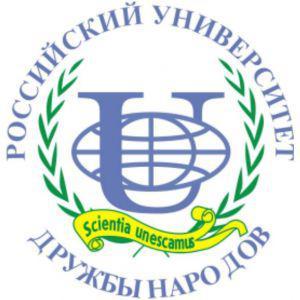 РОССИЙСКИЙ УНИВЕРСИТЕТ
U
Scientia unescamus
ДРУЖБЫ НАРОДОВ